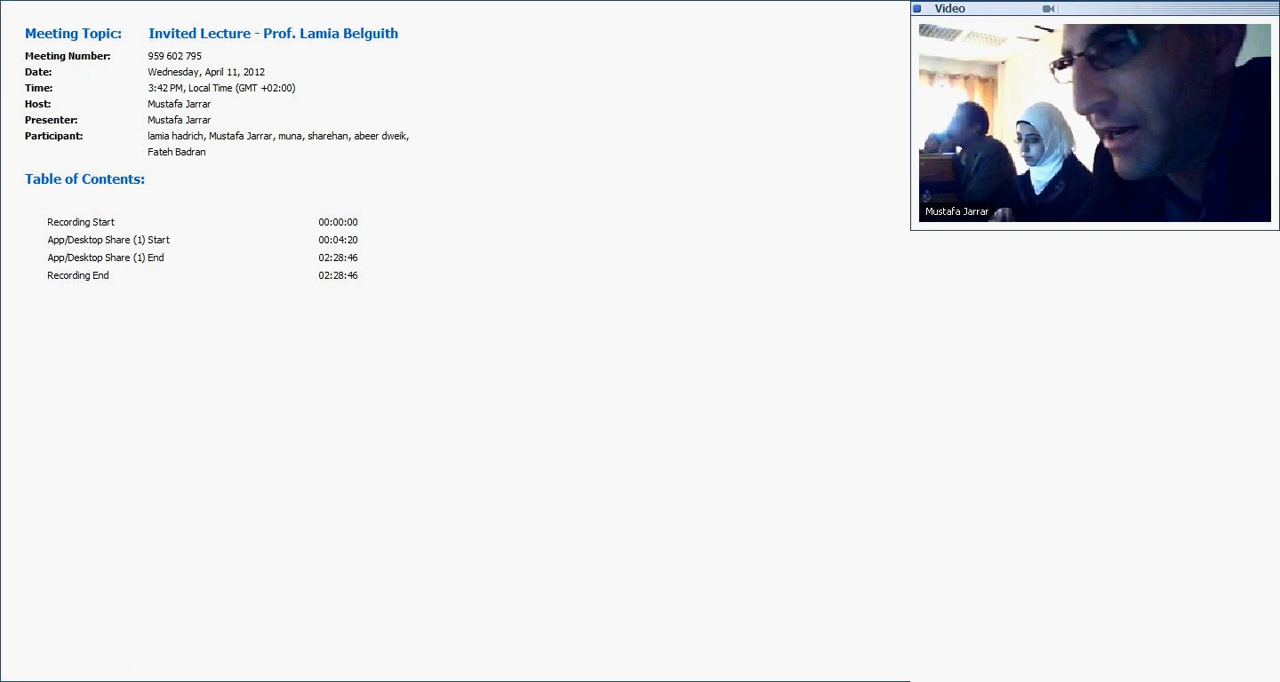 Meeting Topic: Invited Lecture - Prof. Lamia Belguith
Meeting Number: 959 602 795
Date: Wednesday, April 11, 2012
Time: 3:42 PM, Local Time (GMT +02:00)
Host: Mustafa Jarrar
Presenter: Mustafa Jarrar
Participant: lamia hadrich, Mustafa Jarrar, muna, sharehan, abeer dweik,
Fateh Badran
Table of Contents:
Recording Start 00:00:00
App/Desktop Share (1) Start 00:04:20
App/Desktop Share (1) End 02:28:46
Recording End 02:28:46
Video
Mustafa Jarrar